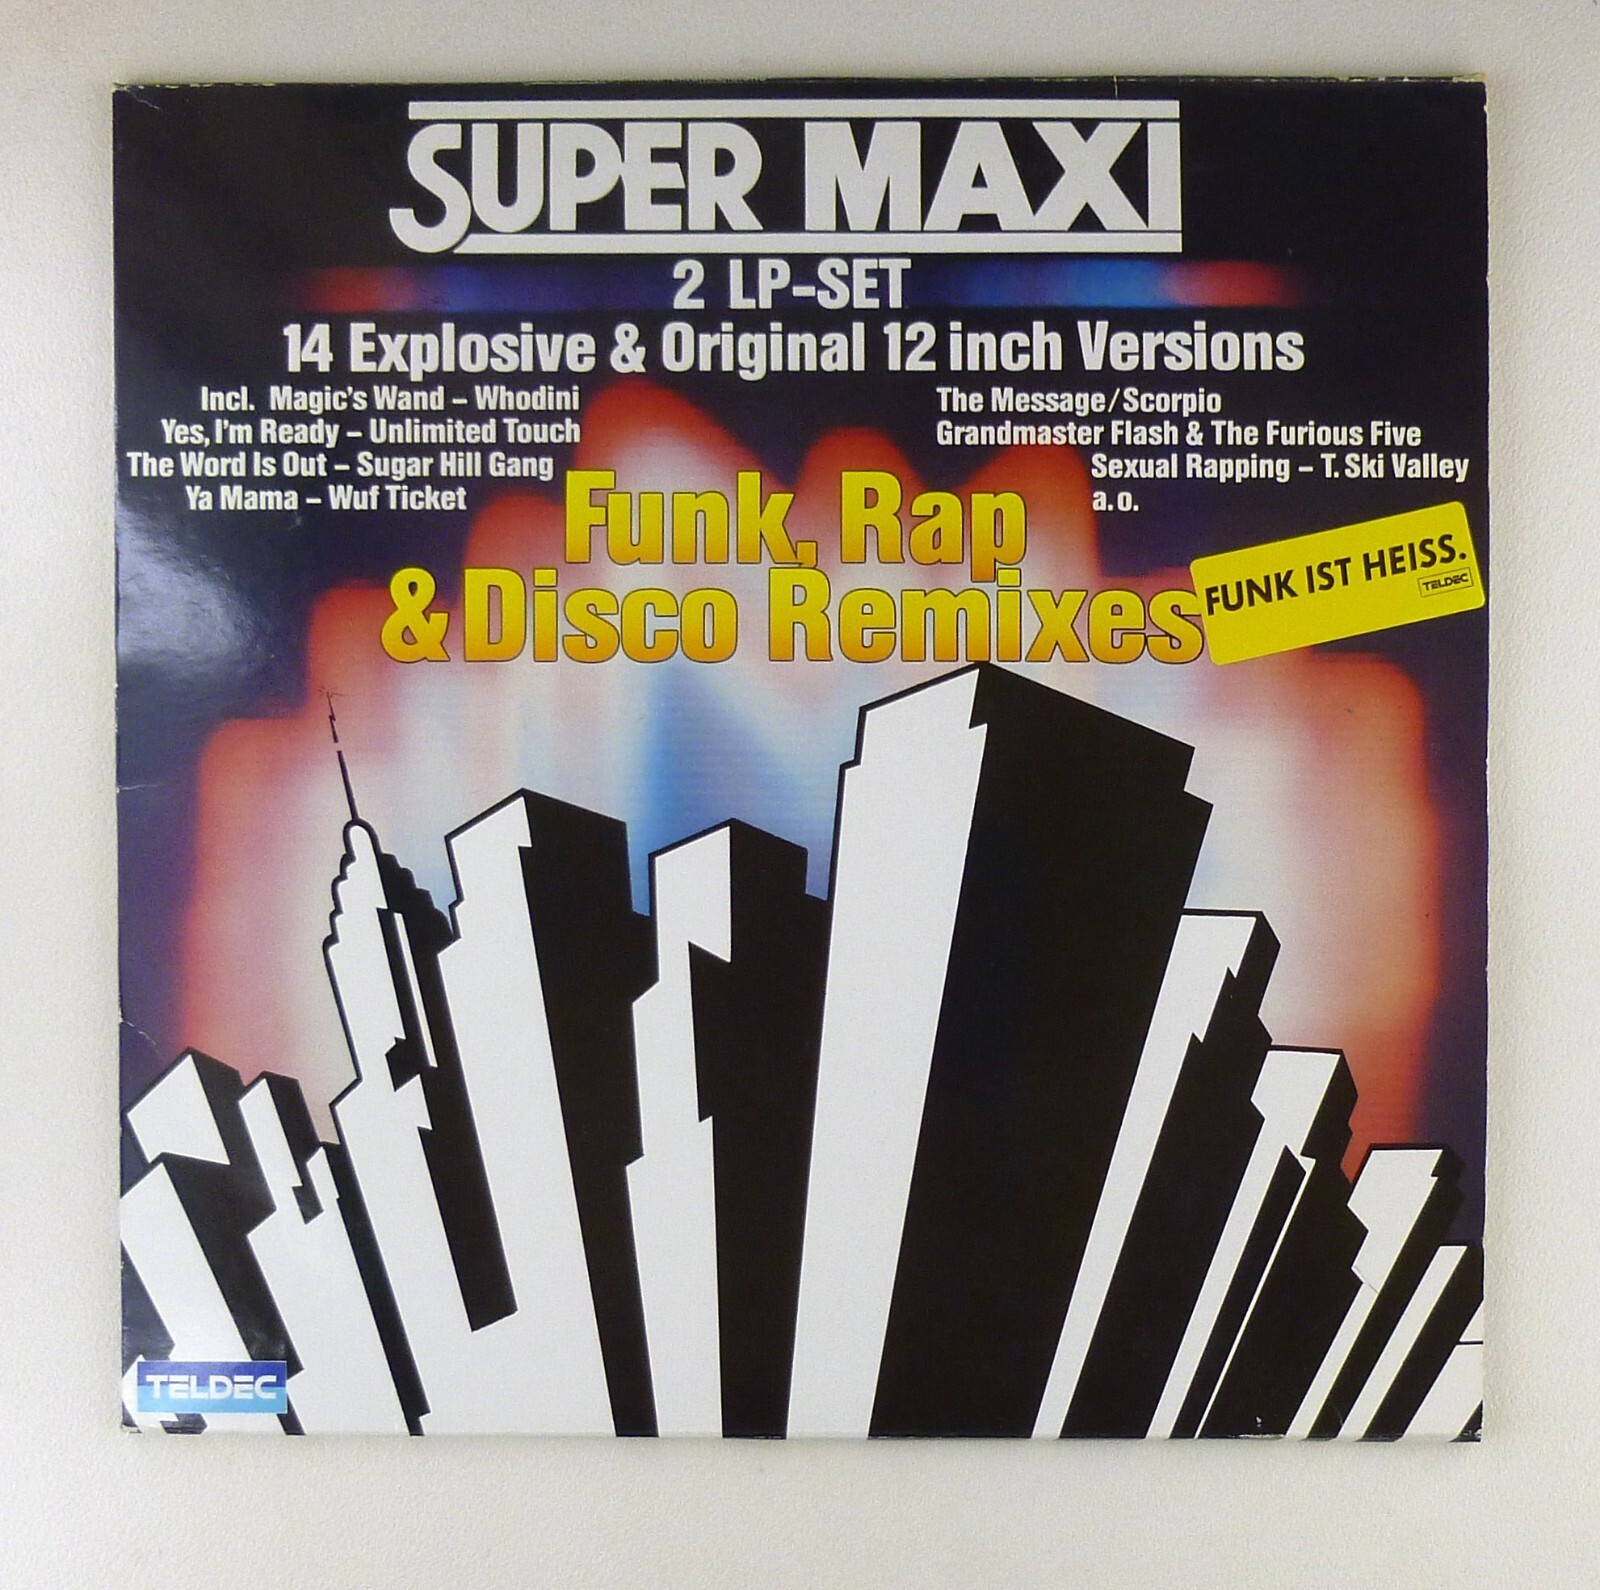 SUPER MAXI
2 LP-SET
14 Explosive & Original 12 inch Versions
Incl. Magic's Wand – Whodini
Yes, I'm Ready – Unlimited Touch
The Word Is Out – Sugar Hill Gang
Ya Mama – Wuf Ticket
The Message/Scorpio
Grandmaster Flash & The Furious Five
Sexual Rapping – T. Ski Valley
a.o.
Funk, Rap
& Disco Remixes
FUNK IST HEISS.
TELDEC
TELDEC